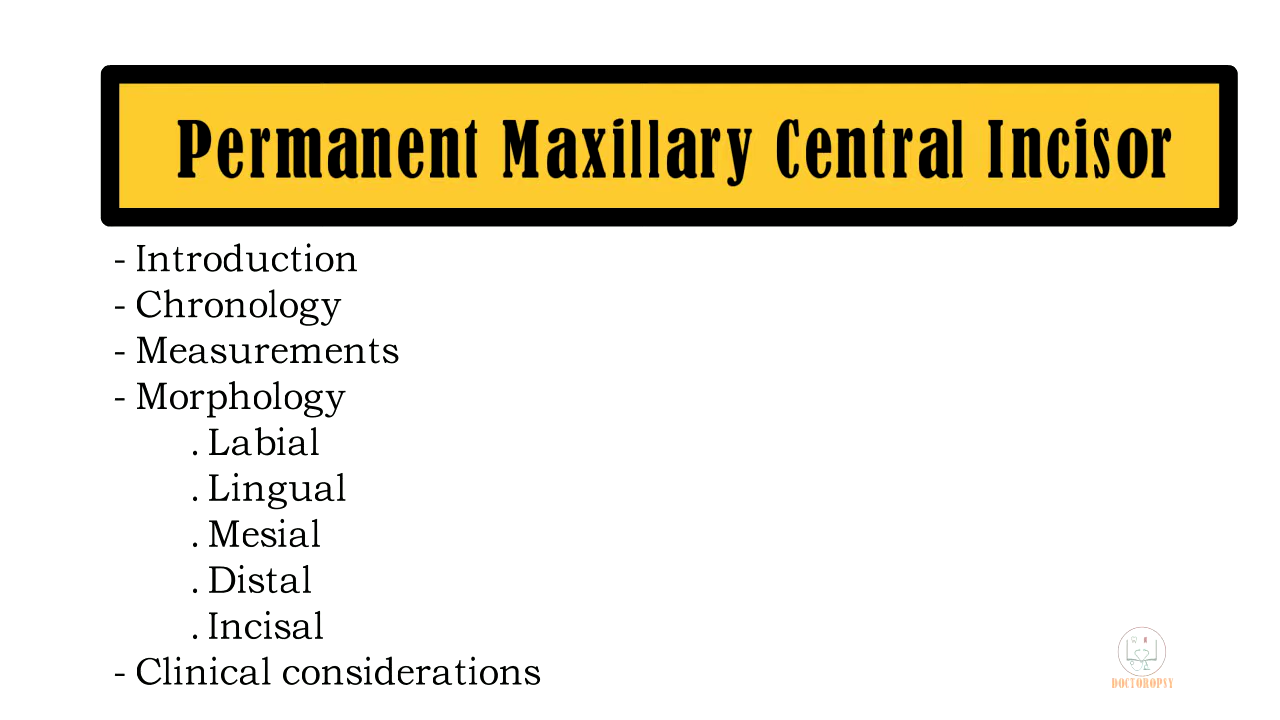 Permanent Maxillary Central Incisor
- Introduction
- Chronology
- Measurements
- Morphology
. Labial
. Lingual
. Mesial
. Distal
. Incisal
- Clinical considerations
DOCTOROPSY